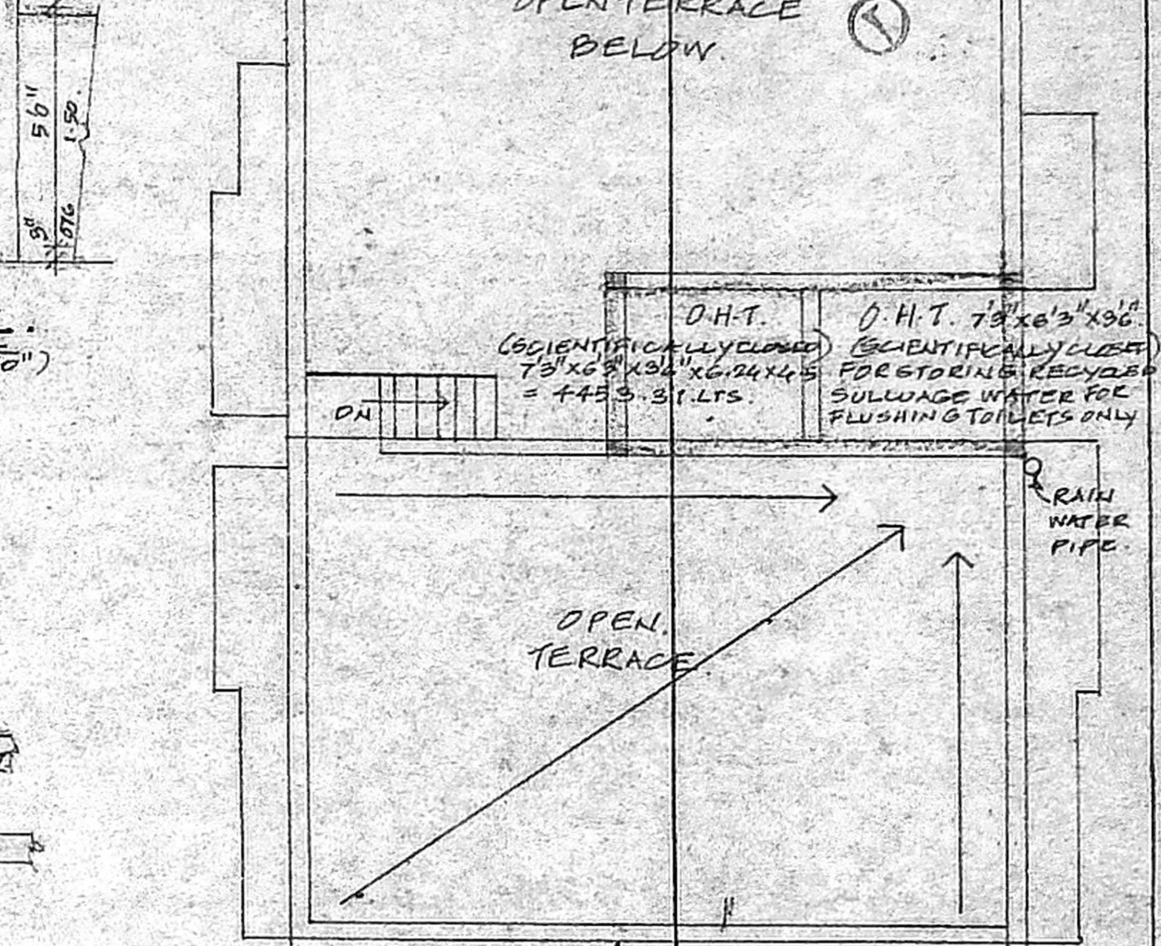 OPEN TERRACE
BELOW.
Y
5'6"
1.50.
3"
.076
O.H.T.
(SCIENTIFICALLY CLOSED)
7'3"X6'3"X3'6"X6.24X4.5
= 4453.31.LTS.
O.H.T. 7'3"X6'3"X3'6"
(SCIENTIFICALLY CLOSED)
FOR STORING RECYCLED
SULLUAGE WATER FOR
FLUSHING TOILETS ONLY
DN
RAIN
WATER
PIPE.
OPEN.
TERRACE